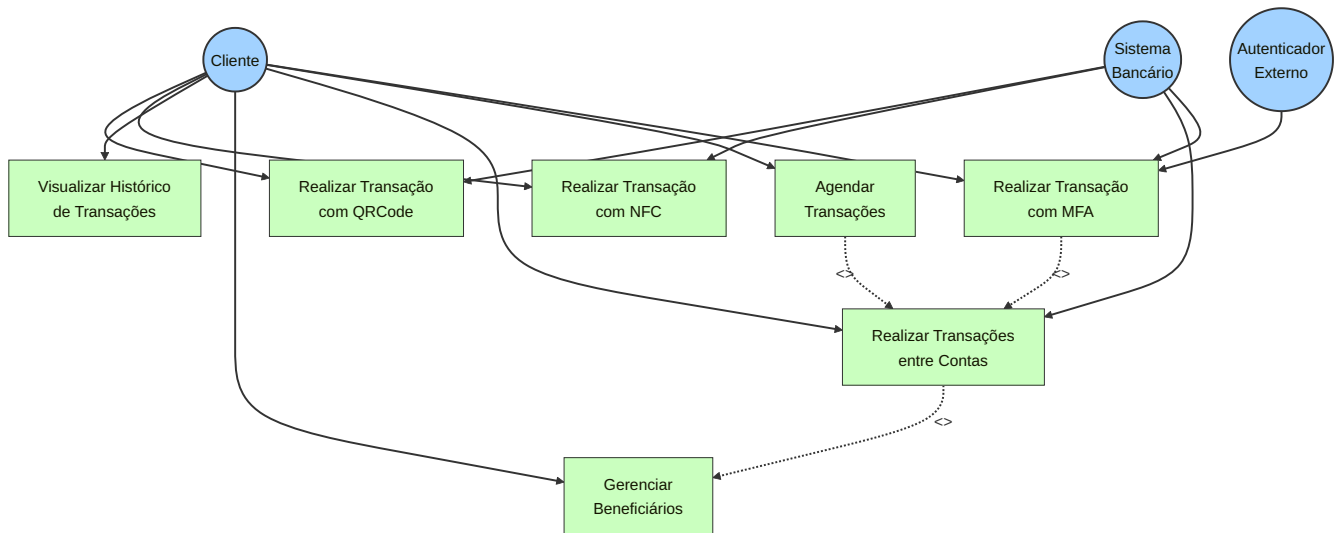 Cliente
Sistema
Bancário
Autenticador
Externo
Visualizar Histórico
de Transações
Realizar Transação
com QRCode
Realizar Transação
com NFC
Agendar
Transações
Realizar Transação
com MFA
<>
<>
Realizar Transações
entre Contas
<>
Gerenciar
Beneficiários